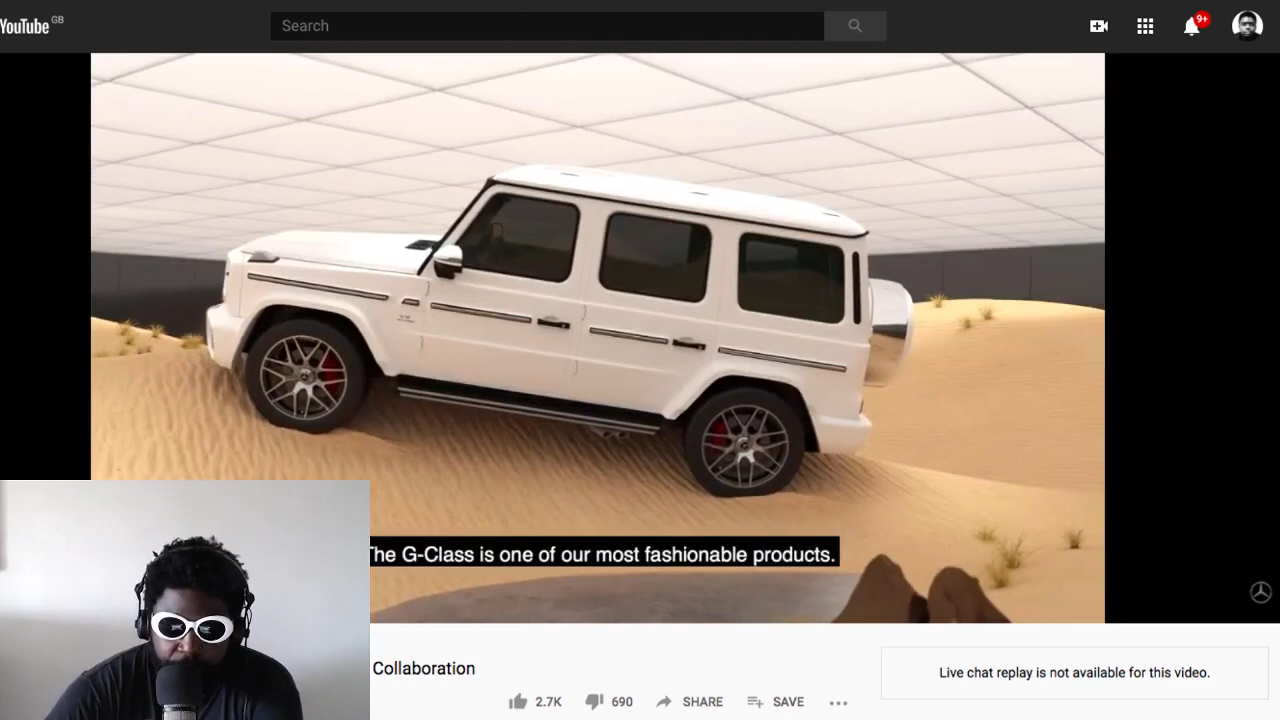 YouTube GB
Search
9+
The G-Class is one of our most fashionable products.
Collaboration
Live chat replay is not available for this video.
2.7K
690
SHARE
SAVE